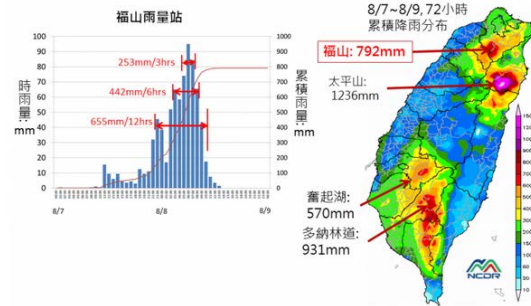 福山雨量站
時雨量:mm
100
90
80
70
60
50
40
30
20
10
0
253mm/3hrs
442mm/6hrs
655mm/12hrs
1000
900
800
700
600
500
400
300
200
100
0
累積雨量:mm
8/7
8/8
8/9
8/7~8/9, 72小時
累積降雨分布
福山: 792mm
太平山:
1236mm
奮起湖:
570mm
多納林道:
931mm
NCDR